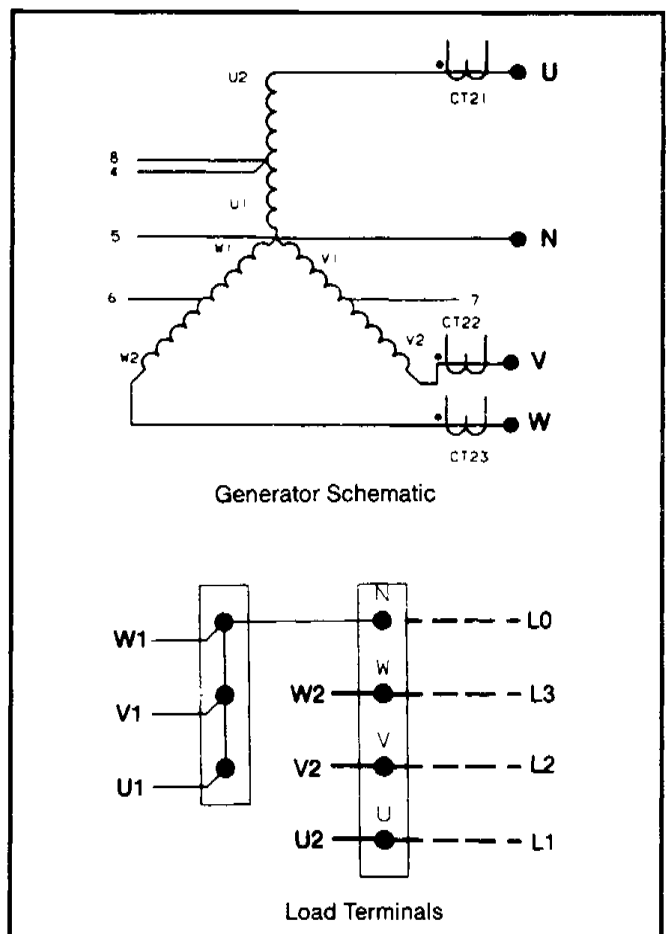 U2
U
CT21
8
4
U1
5
N
W1
V1
6
7
CT22
W2
V2
V
W
CT23
Generator Schematic
N
W1
L0
W
W2
L3
V1
V
V2
L2
U1
U
U2
L1
Load Terminals